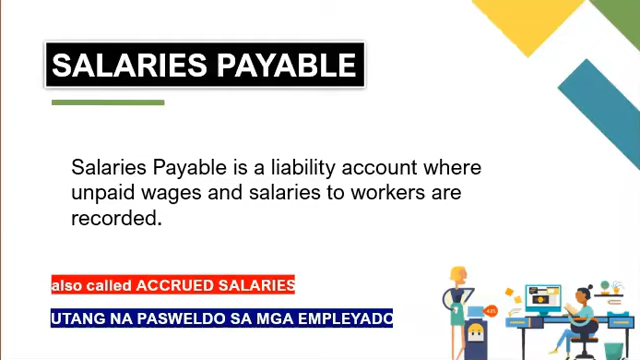 SALARIES PAYABLE
Salaries Payable is a liability account where
unpaid wages and salaries to workers are
recorded.
also called ACCRUED SALARIES
UTANG NA PASWELDO SA MGA EMPLEYADO